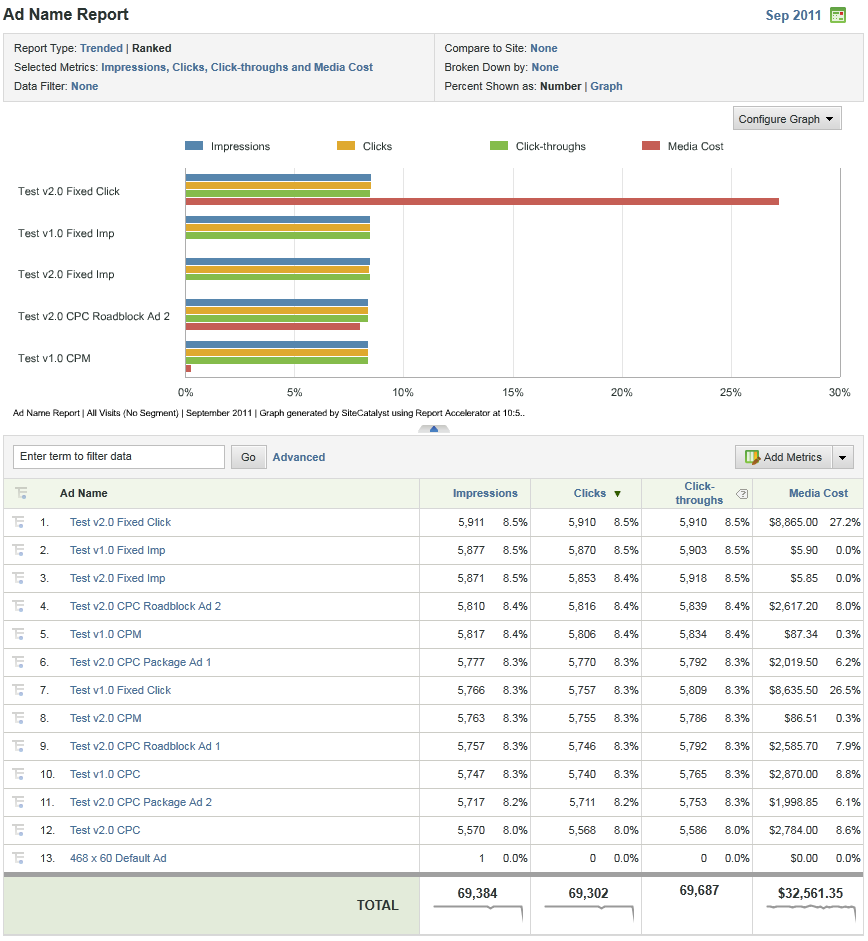 Ad Name Report
Sep 2011
Report Type: Trended | Ranked
Selected Metrics: Impressions, Clicks, Click-throughs and Media Cost
Data Filter: None
Compare to Site: None
Broken Down by: None
Percent Shown as: Number | Graph
Configure Graph
Impressions Clicks Click-throughs Media Cost
Test v2.0 Fixed Click
Test v1.0 Fixed Imp
Test v2.0 Fixed Imp
Test v2.0 CPC Roadblock Ad 2
Test v1.0 CPM
0% 5% 10% 15% 20% 25% 30%
Ad Name Report | All Visits (No Segment) | September 2011 | Graph generated by SiteCatalyst using Report Accelerator at 10:5..
Enter term to filter data Go Advanced Add Metrics
Ad Name Impressions Clicks Click-throughs ? Media Cost
1. Test v2.0 Fixed Click 5,911 8.5% 5,910 8.5% 5,910 8.5% $8,865.00 27.2%
2. Test v1.0 Fixed Imp 5,877 8.5% 5,870 8.5% 5,903 8.5% $5.90 0.0%
3. Test v2.0 Fixed Imp 5,871 8.5% 5,853 8.4% 5,918 8.5% $5.85 0.0%
4. Test v2.0 CPC Roadblock Ad 2 5,810 8.4% 5,816 8.4% 5,839 8.4% $2,617.20 8.0%
5. Test v1.0 CPM 5,817 8.4% 5,806 8.4% 5,834 8.4% $87.34 0.3%
6. Test v2.0 CPC Package Ad 1 5,777 8.3% 5,770 8.3% 5,792 8.3% $2,019.50 6.2%
7. Test v1.0 Fixed Click 5,766 8.3% 5,757 8.3% 5,809 8.3% $8,635.50 26.5%
8. Test v2.0 CPM 5,763 8.3% 5,755 8.3% 5,786 8.3% $86.51 0.3%
9. Test v2.0 CPC Roadblock Ad 1 5,757 8.3% 5,746 8.3% 5,792 8.3% $2,585.70 7.9%
10. Test v1.0 CPC 5,747 8.3% 5,740 8.3% 5,765 8.3% $2,870.00 8.8%
11. Test v2.0 CPC Package Ad 2 5,717 8.2% 5,711 8.2% 5,753 8.3% $1,998.85 6.1%
12. Test v2.0 CPC 5,570 8.0% 5,568 8.0% 5,586 8.0% $2,784.00 8.6%
13. 468 x 60 Default Ad 1 0.0% 0 0.0% 0 0.0% $0.00 0.0%
TOTAL 69,384 69,302 69,687 $32,561.35